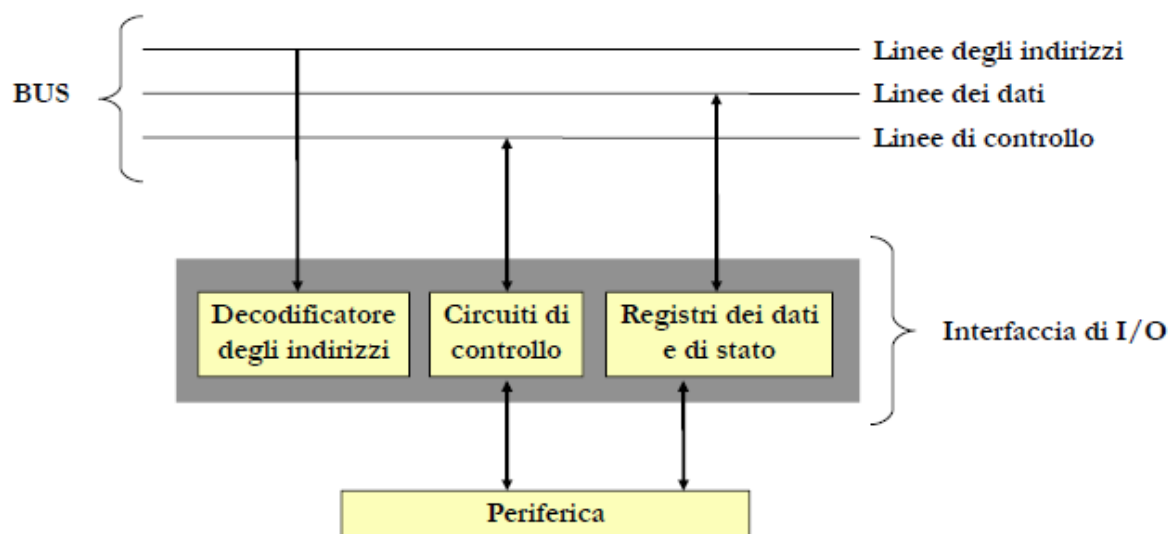 Linee degli indirizzi
BUS
Linee dei dati
Linee di controllo
Decodificatore
degli indirizzi
Circuiti di
controllo
Registri dei dati
e di stato
Interfaccia di I/O
Periferica